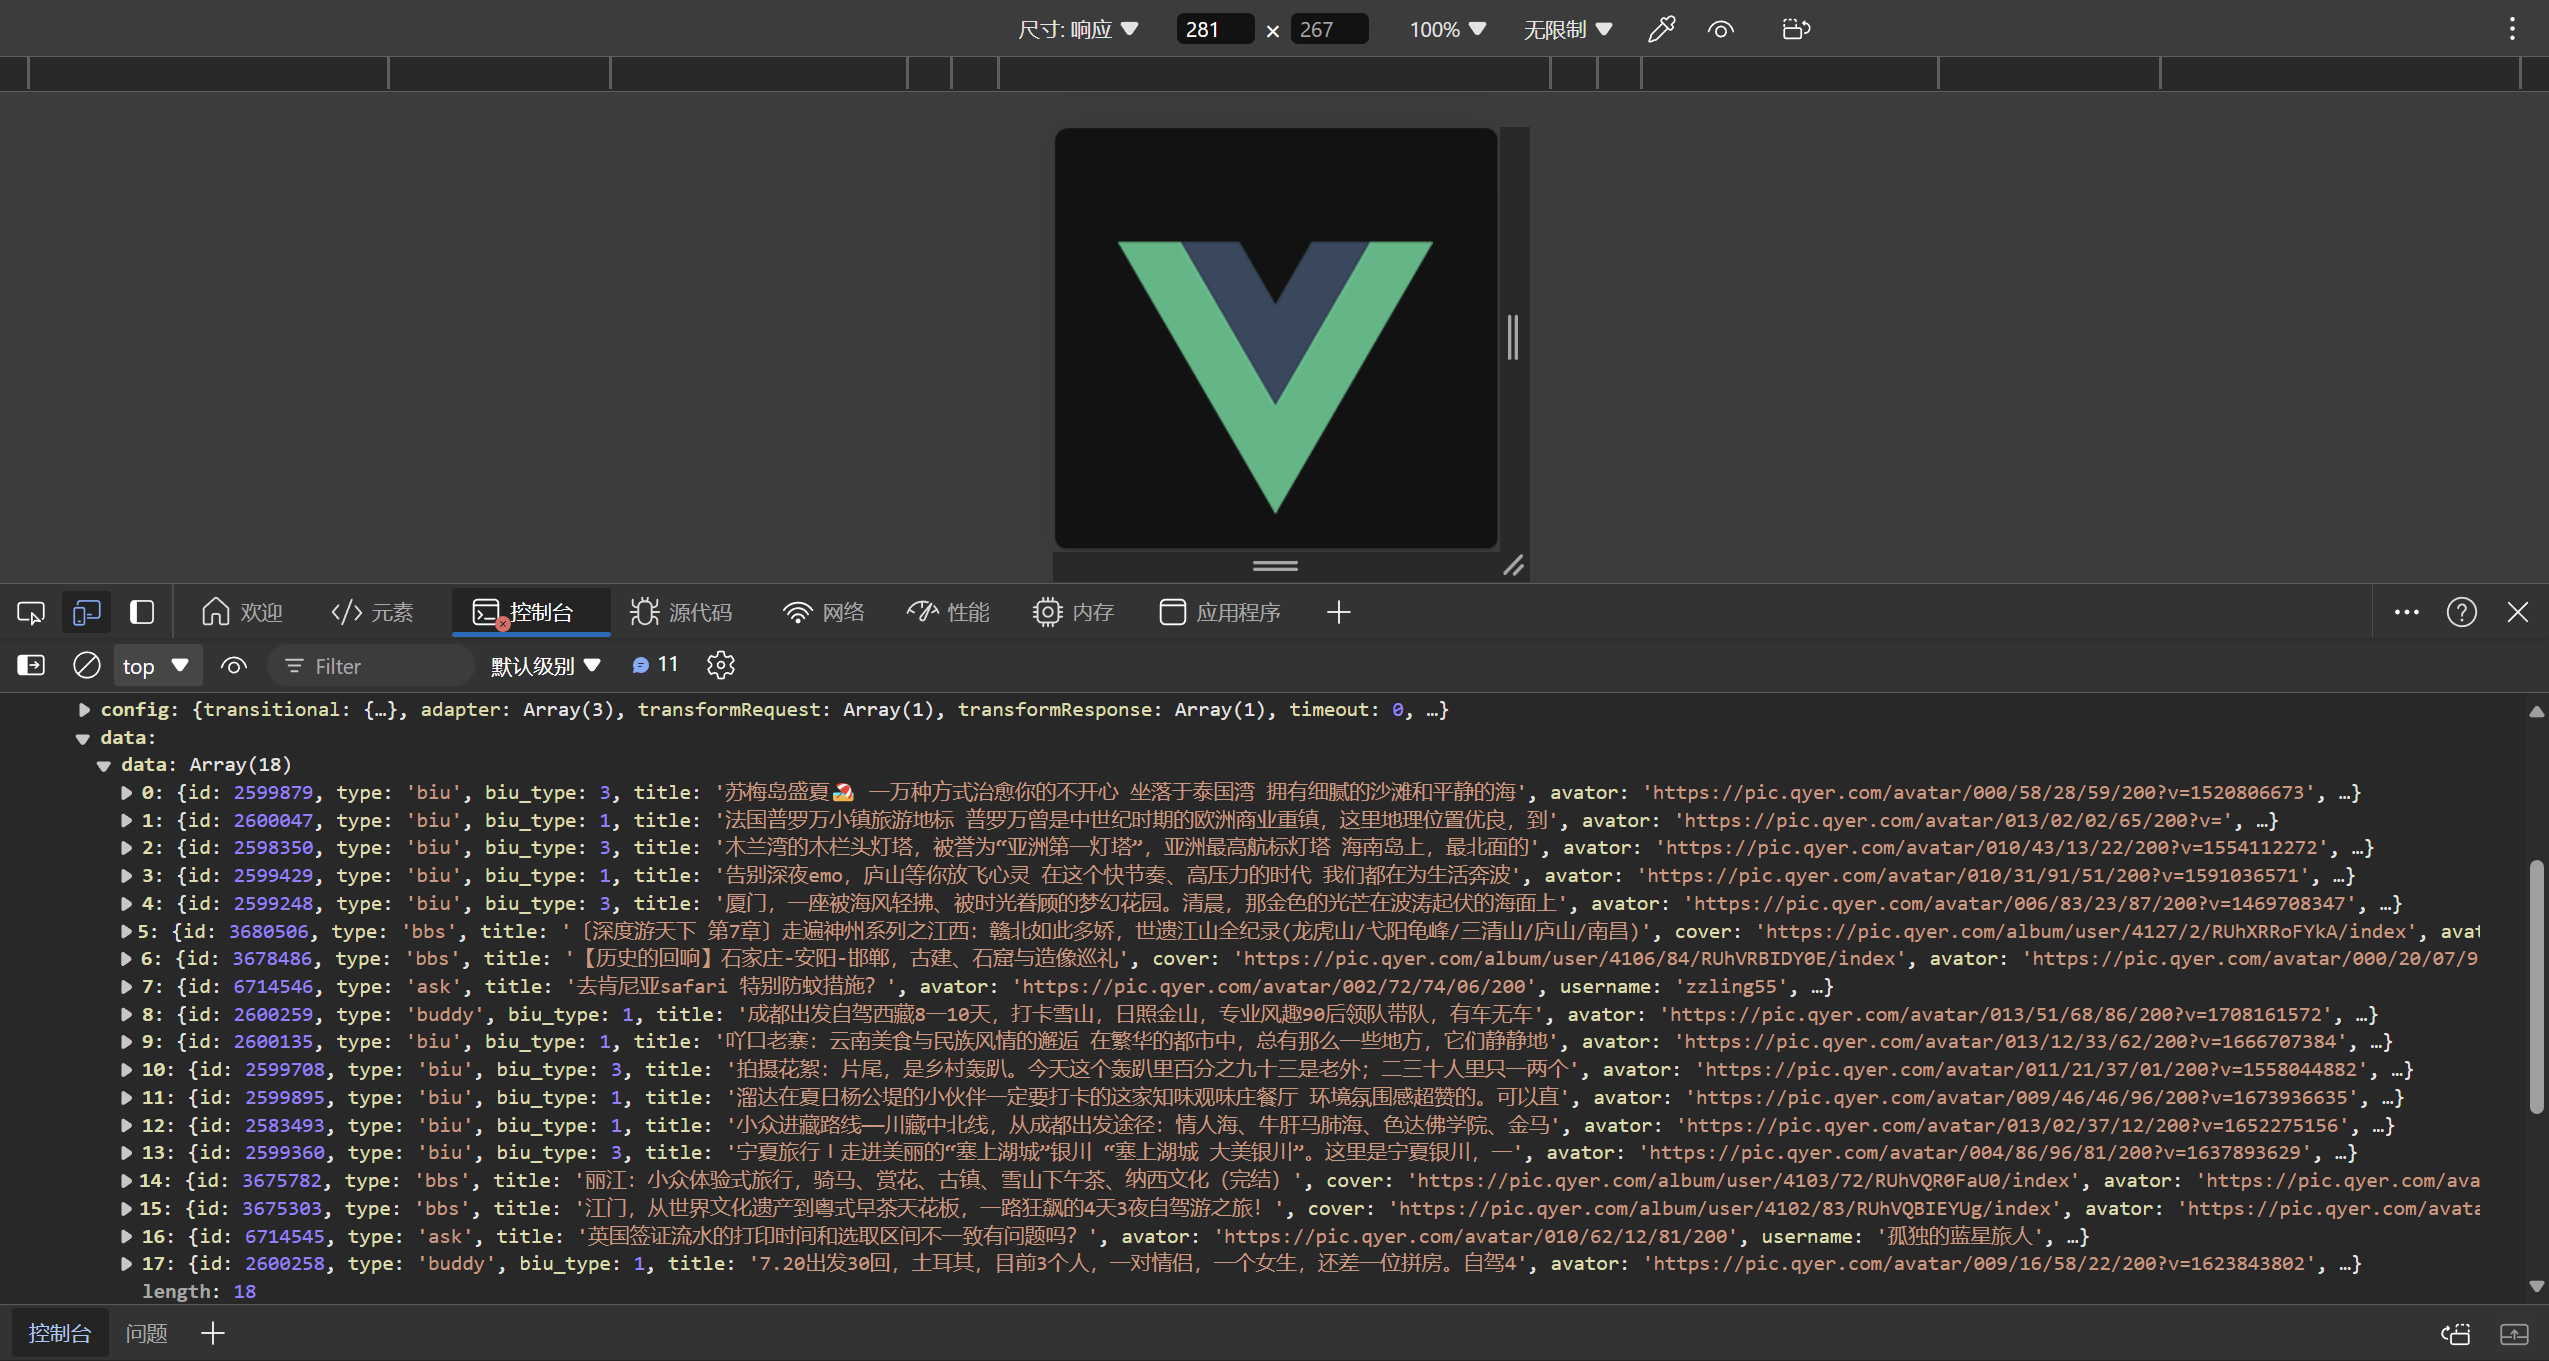 尺寸: 响应 281 × 267 100% 无限制
欢迎 元素 控制台 源代码 网络 性能 内存 应用程序
top Filter 默认级别 11
config: {transitional: {…}, adapter: Array(3), transformRequest: Array(1), transformResponse: Array(1), timeout: 0, …}
data:
data: Array(18)
0: {id: 2599879, type: 'biu', biu_type: 3, title: '苏梅岛盛夏🏖 一万种方式治愈你的不开心 坐落于泰国湾 拥有细腻的沙滩和平静的海', avator: 'https://pic.qyer.com/avatar/000/58/28/59/200?v=1520806673', …}
1: {id: 2600047, type: 'biu', biu_type: 1, title: '法国普罗万小镇旅游地标 普罗万曾是中世纪时期的欧洲商业重镇，这里地理位置优良，到', avator: 'https://pic.qyer.com/avatar/013/02/02/65/200?v=', …}
2: {id: 2598350, type: 'biu', biu_type: 3, title: '木兰湾的木栏头灯塔，被誉为“亚洲第一灯塔”，亚洲最高航标灯塔 海南岛上，最北面的', avator: 'https://pic.qyer.com/avatar/010/43/13/22/200?v=1554112272', …}
3: {id: 2599429, type: 'biu', biu_type: 1, title: '告别深夜emo，庐山等你放飞心灵 在这个快节奏、高压力的时代 我们都在为生活奔波', avator: 'https://pic.qyer.com/avatar/010/31/91/51/200?v=1591036571', …}
4: {id: 2599248, type: 'biu', biu_type: 3, title: '厦门，一座被海风轻拂、被时光眷顾的梦幻花园。清晨，那金色的光芒在波涛起伏的海面上', avator: 'https://pic.qyer.com/avatar/006/83/23/87/200?v=1469708347', …}
5: {id: 3680506, type: 'bbs', title: '〔深度游天下 第7章〕走遍神州系列之江西：赣北如此多娇，世遗江山全纪录(龙虎山/弋阳龟峰/三清山/庐山/南昌)', cover: 'https://pic.qyer.com/album/user/4127/2/RUhXRRoFYkA/index', avat
6: {id: 3678486, type: 'bbs', title: '【历史的回响】石家庄-安阳-邯郸，古建、石窟与造像巡礼', cover: 'https://pic.qyer.com/album/user/4106/84/RUhVRBIDY0E/index', avator: 'https://pic.qyer.com/avatar/000/20/07/9
7: {id: 6714546, type: 'ask', title: '去肯尼亚safari 特别防蚊措施？', avator: 'https://pic.qyer.com/avatar/002/72/74/06/200', username: 'zzling55', …}
8: {id: 2600259, type: 'buddy', biu_type: 1, title: '成都出发自驾西藏8一10天，打卡雪山，日照金山，专业风趣90后领队带队，有车无车', avator: 'https://pic.qyer.com/avatar/013/51/68/86/200?v=1708161572', …}
9: {id: 2600135, type: 'biu', biu_type: 1, title: '吖口老寨：云南美食与民族风情的邂逅 在繁华的都市中，总有那么一些地方，它们静静地', avator: 'https://pic.qyer.com/avatar/013/12/33/62/200?v=1666707384', …}
10: {id: 2599708, type: 'biu', biu_type: 3, title: '拍摄花絮：片尾，是乡村轰趴。今天这个轰趴里百分之九十三是老外；二三十人里只一两个', avator: 'https://pic.qyer.com/avatar/011/21/37/01/200?v=1558044882', …}
11: {id: 2599895, type: 'biu', biu_type: 1, title: '溜达在夏日杨公堤的小伙伴一定要打卡的这家知味观味庄餐厅 环境氛围感超赞的。可以直', avator: 'https://pic.qyer.com/avatar/009/46/46/96/200?v=1673936635', …}
12: {id: 2583493, type: 'biu', biu_type: 1, title: '小众进藏路线—川藏中北线，从成都出发途径：情人海、牛肝马肺海、色达佛学院、金马', avator: 'https://pic.qyer.com/avatar/013/02/37/12/200?v=1652275156', …}
13: {id: 2599360, type: 'biu', biu_type: 3, title: '宁夏旅行 | 走进美丽的“塞上湖城”银川 “塞上湖城 大美银川”。这里是宁夏银川，一', avator: 'https://pic.qyer.com/avatar/004/86/96/81/200?v=1637893629', …}
14: {id: 3675782, type: 'bbs', title: '丽江：小众体验式旅行，骑马、赏花、古镇、雪山下午茶、纳西文化（完结）', cover: 'https://pic.qyer.com/album/user/4103/72/RUhVQR0FaU0/index', avator: 'https://pic.qyer.com/ava
15: {id: 3675303, type: 'bbs', title: '江门，从世界文化遗产到粤式早茶天花板，一路狂飙的4天3夜自驾游之旅！', cover: 'https://pic.qyer.com/album/user/4102/83/RUhVQBIEYUg/index', avator: 'https://pic.qyer.com/avata
16: {id: 6714545, type: 'ask', title: '英国签证流水的打印时间和选取区间不一致有问题吗？', avator: 'https://pic.qyer.com/avatar/010/62/12/81/200', username: '孤独的蓝星旅人', …}
17: {id: 2600258, type: 'buddy', biu_type: 1, title: '7.20出发30回，土耳其，目前3个人，一对情侣，一个女生，还差一位拼房。自驾4', avator: 'https://pic.qyer.com/avatar/009/16/58/22/200?v=1623843802', …}
length: 18
控制台 问题